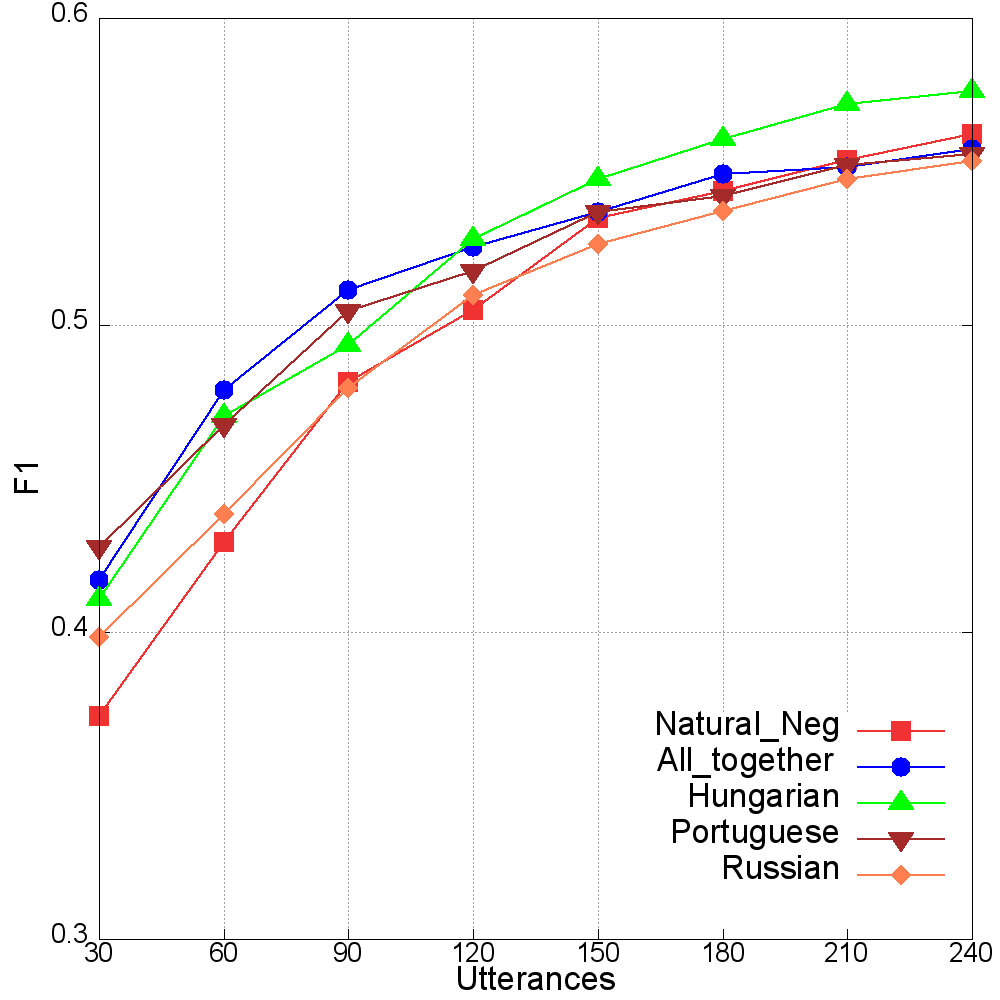 0.6
0.5
0.4
0.3
F1
Natural_Neg
All_together
Hungarian
Portuguese
Russian
30 60 90 120 150 180 210 240
Utterances